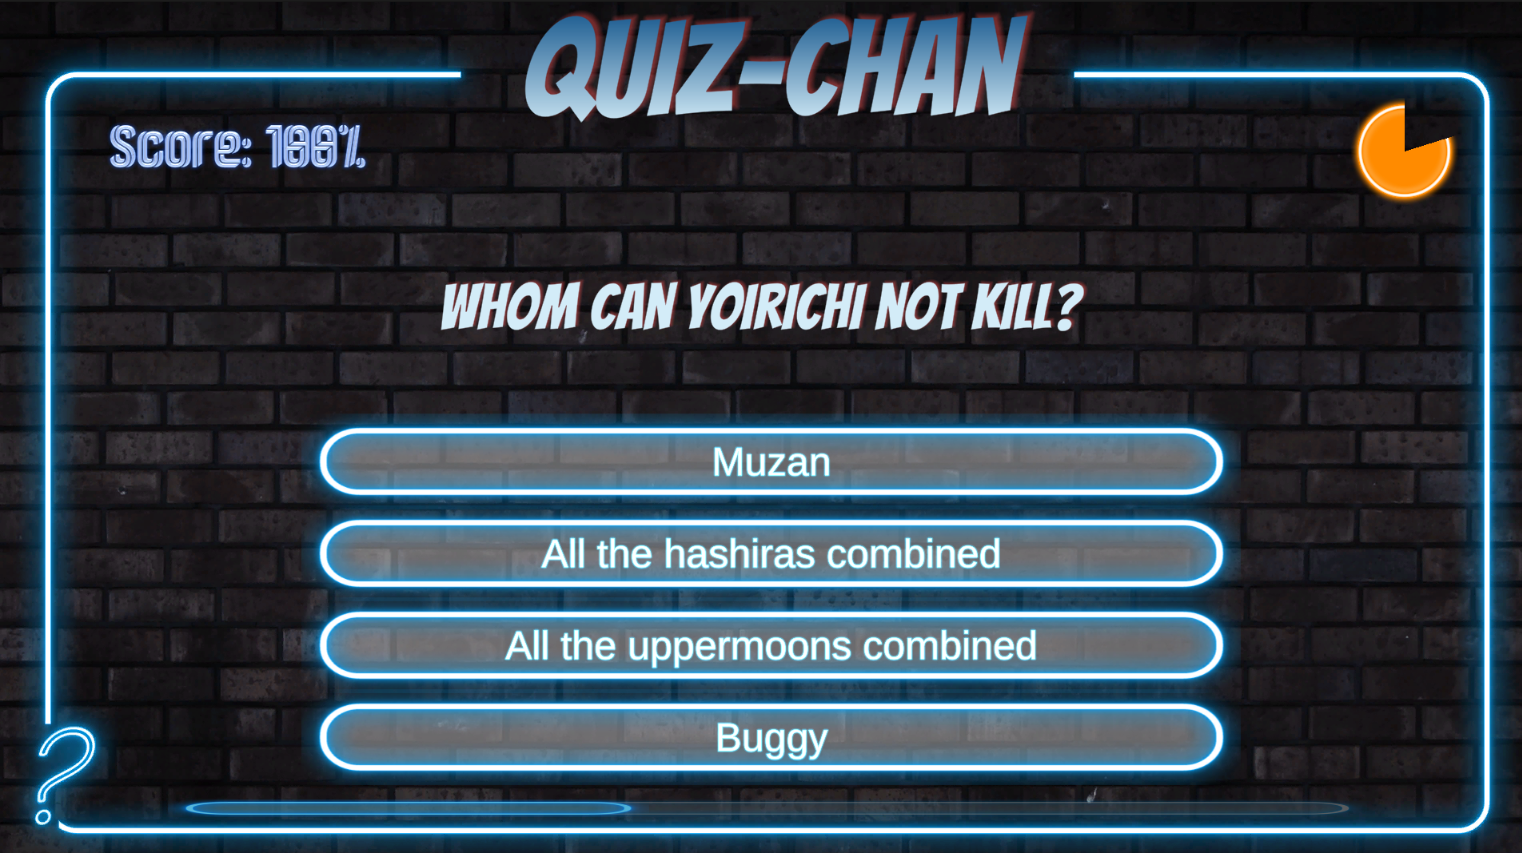 QUIZ-CHAN
Score: 100%
WHOM CAN YOIRICHI NOT KILL?
Muzan
All the hashiras combined
All the uppermoons combined
Buggy
?